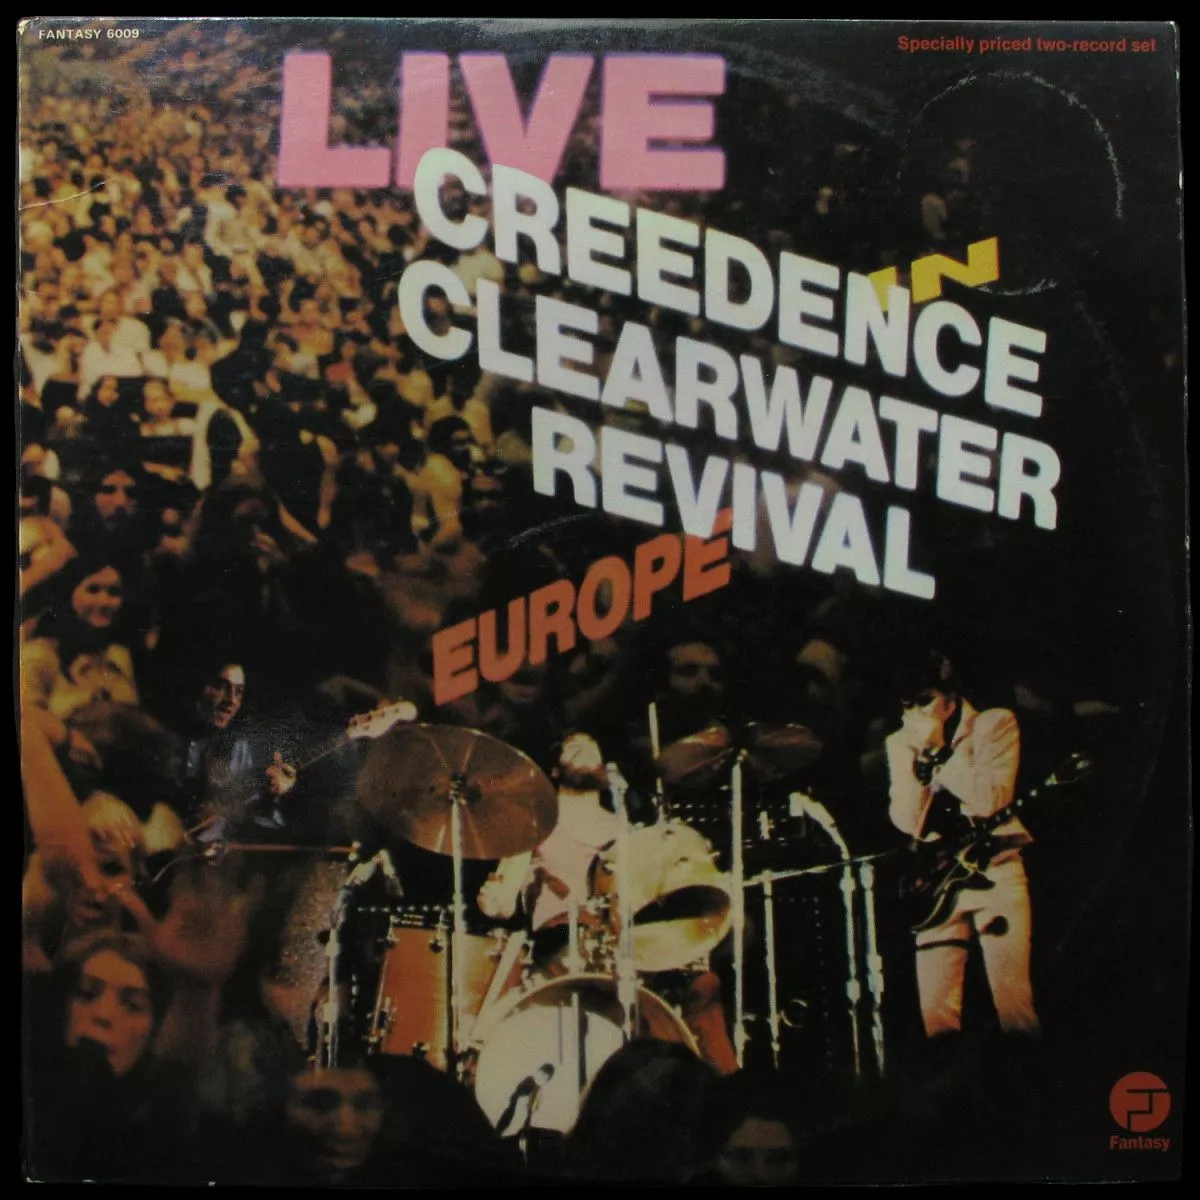 FANTASY 6009
Specially priced two-record set
LIVE
IN
CREEDENCE
CLEARWATER
REVIVAL
EUROPE
Fantasy